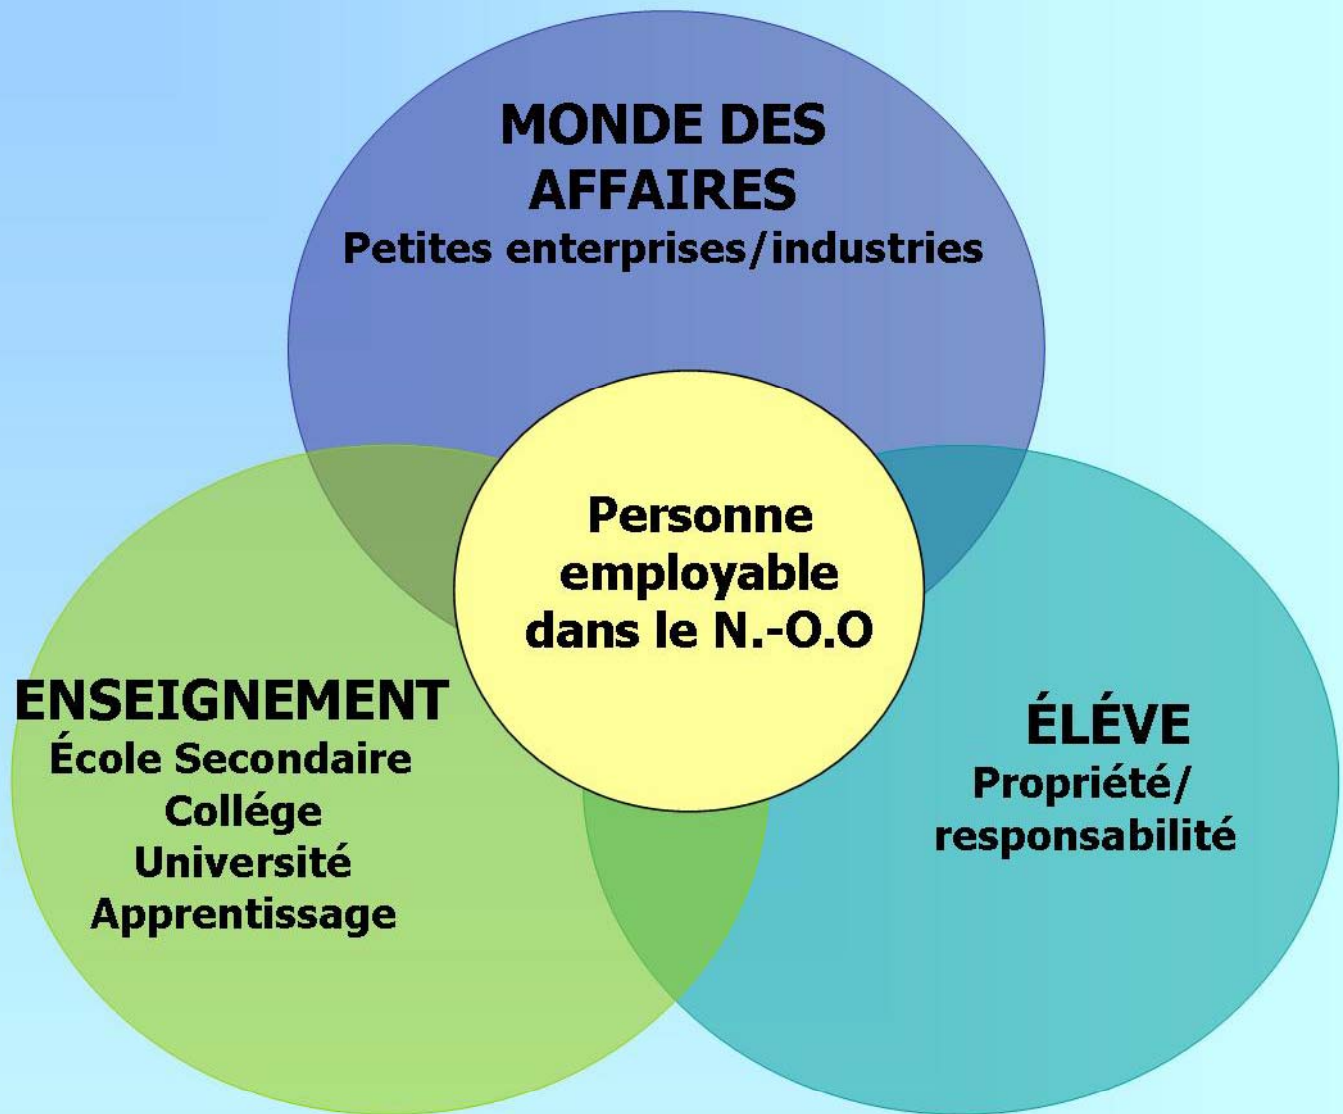 MONDE DES
AFFAIRES
Petites enterprises/industries
Personne
employable
dans le N.-O.O
ENSEIGNEMENT
École Secondaire
Collége
Université
Apprentissage
ÉLÉVE
Propriété/
responsabilité